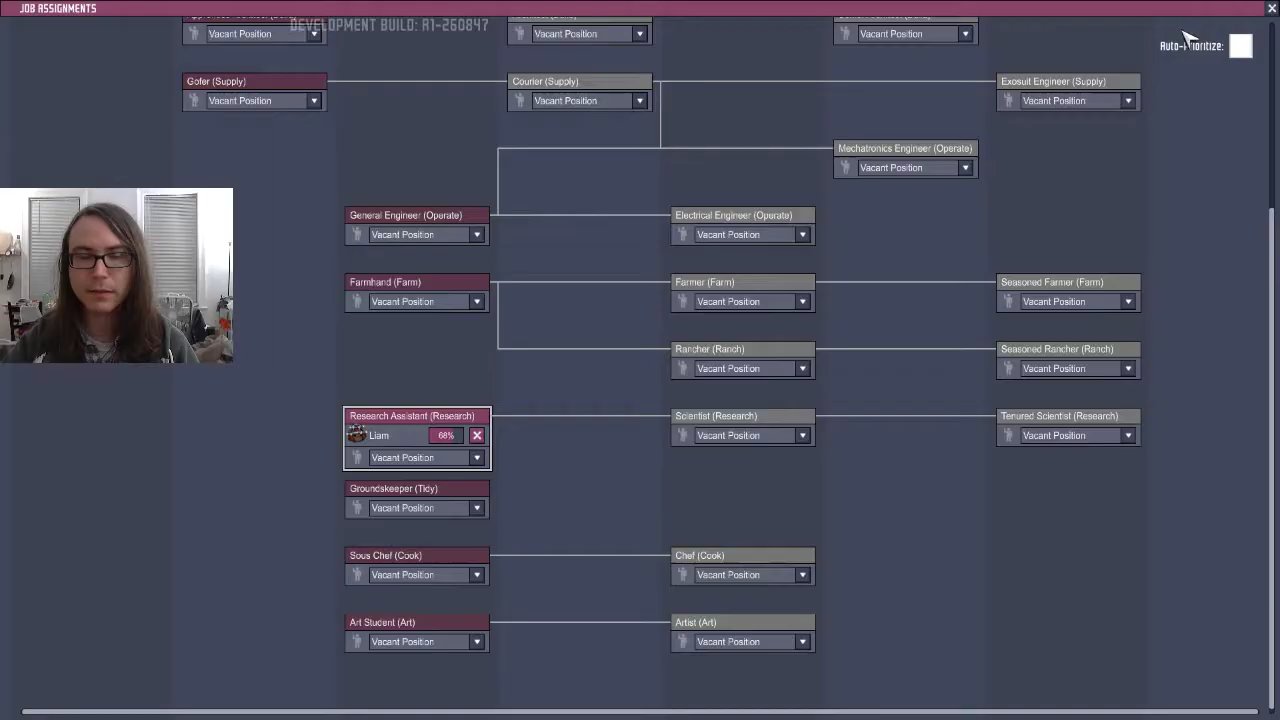 JOB ASSIGNMENTS
DEVELOPMENT BUILD: R1-260847
Vacant Position
Vacant Position
Vacant Position
Auto-Prioritize:
Gofer (Supply)
Vacant Position
Courier (Supply)
Vacant Position
Exosuit Engineer (Supply)
Vacant Position
Mechatronics Engineer (Operate)
Vacant Position
General Engineer (Operate)
Vacant Position
Electrical Engineer (Operate)
Vacant Position
Farmhand (Farm)
Vacant Position
Farmer (Farm)
Vacant Position
Seasoned Farmer (Farm)
Vacant Position
Rancher (Ranch)
Vacant Position
Seasoned Rancher (Ranch)
Vacant Position
Research Assistant (Research)
Liam 68%
Vacant Position
Scientist (Research)
Vacant Position
Tenured Scientist (Research)
Vacant Position
Groundskeeper (Tidy)
Vacant Position
Sous Chef (Cook)
Vacant Position
Chef (Cook)
Vacant Position
Art Student (Art)
Vacant Position
Artist (Art)
Vacant Position